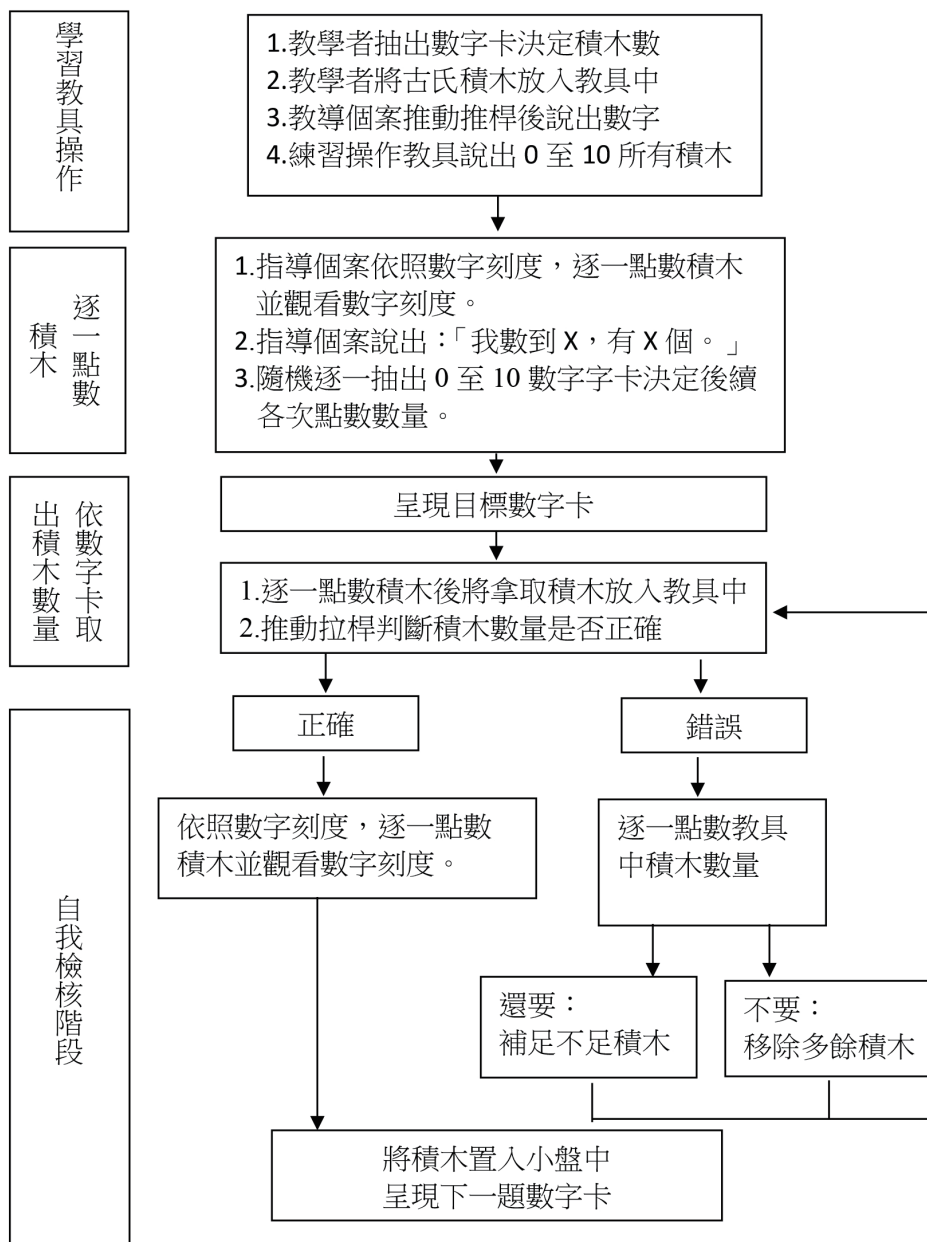 學習教具操作
1.教學者抽出數字卡決定積木數
2.教學者將古氏積木放入教具中
3.教導個案推動推桿後說出數字
4.練習操作教具說出 0 至 10 所有積木
逐一點數
積木
1.指導個案依照數字刻度，逐一點數積木
並觀看數字刻度。
2.指導個案說出：「我數到 X，有 X 個。」
3.隨機逐一抽出 0 至 10 數字字卡決定後續
各次點數數量。
依數字卡取
出積木數量
呈現目標數字卡
1.逐一點數積木後將拿取積木放入教具中
2.推動拉桿判斷積木數量是否正確
自我檢核階段
正確
錯誤
依照數字刻度，逐一點數
積木並觀看數字刻度。
逐一點數教具
中積木數量
還要：
補足不足積木
不要：
移除多餘積木
將積木置入小盤中
呈現下一題數字卡